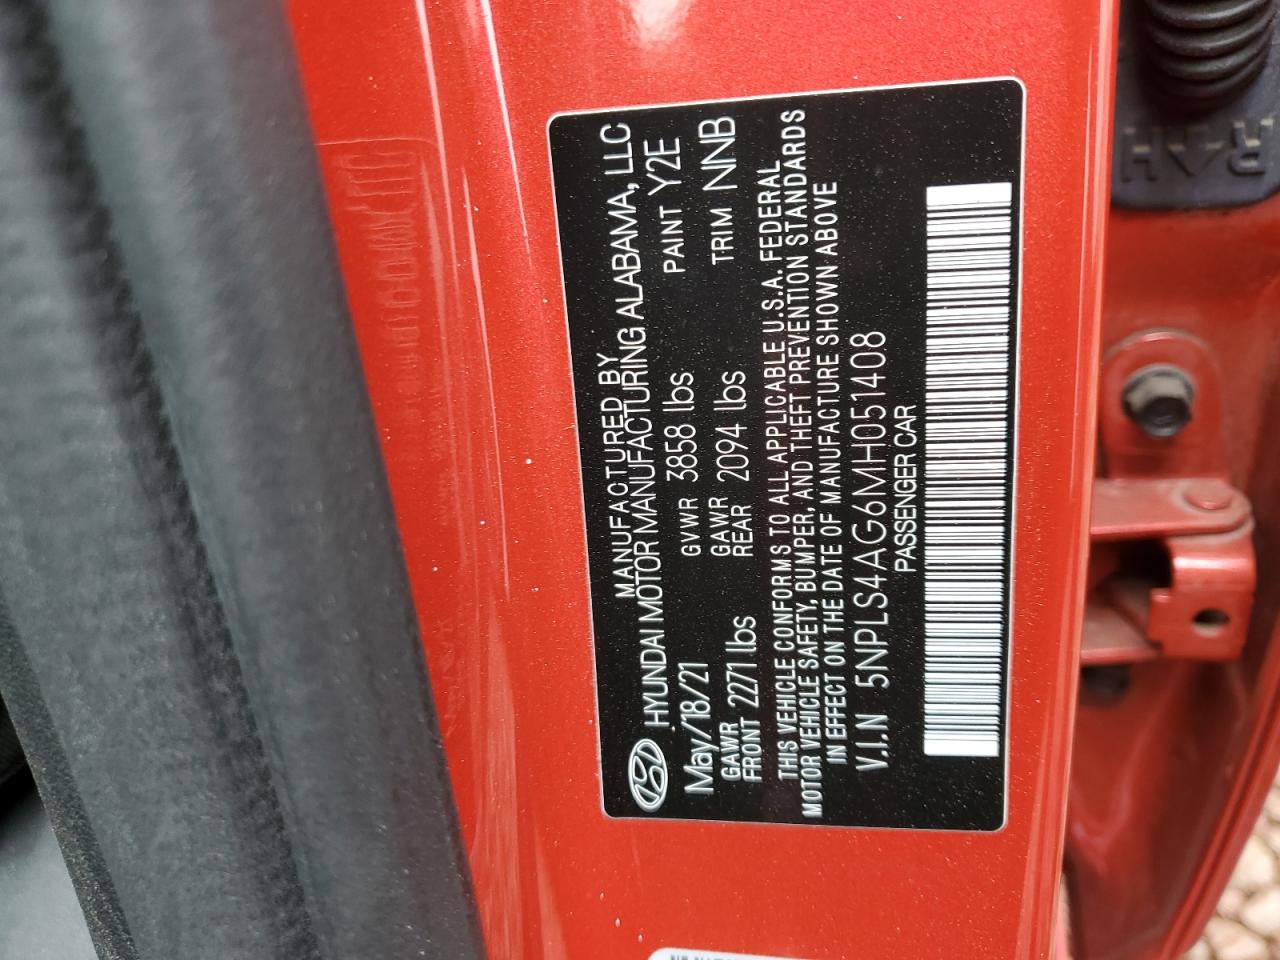 MANUFACTURED BY
HYUNDAI MOTOR MANUFACTURING ALABAMA, LLC
May/18/21 GVWR 3858 lbs PAINT Y2E
GAWR FRONT 2271 lbs GAWR REAR 2094 lbs TRIM NNB
THIS VEHICLE CONFORMS TO ALL APPLICABLE U.S.A. FEDERAL
MOTOR VEHICLE SAFETY, BUMPER, AND THEFT PREVENTION STANDARDS
IN EFFECT ON THE DATE OF MANUFACTURE SHOWN ABOVE
V.I.N 5NPLS4AG6MH051408
PASSENGER CAR